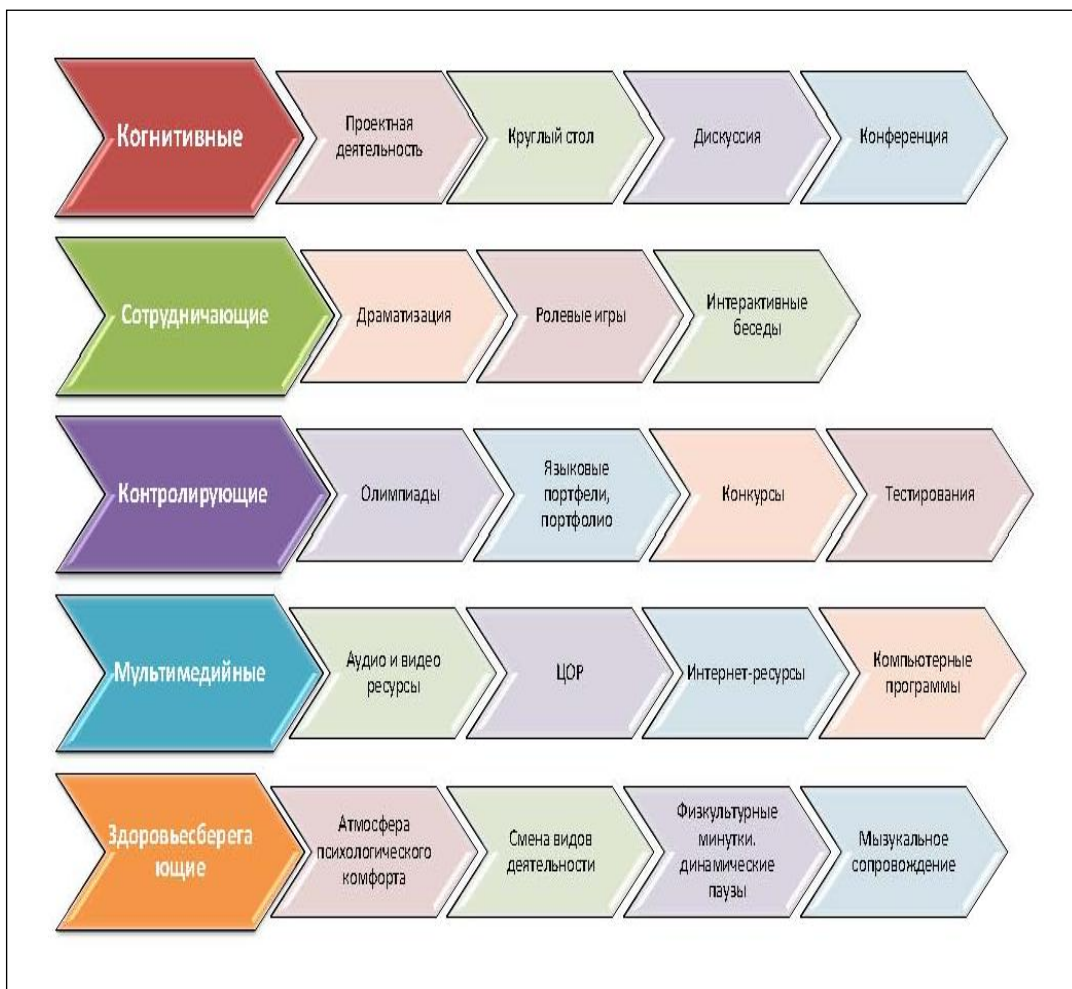 Когнитивные
Проектная
деятельность
Круглый стол
Дискуссия
Конференция
Сотрудничающие
Драматизация
Ролевые игры
Интерактивные
беседы
Контролирующие
Олимпиады
Языковые
портфели,
портфолио
Конкурсы
Тестирования
Мультимедийные
Аудио и видео
ресурсы
ЦОР
Интернет-ресурсы
Компьютерные
программы
Здоровьесберега
ющие
Атмосфера
психологического
комфорта
Смена видов
деятельности
Физкультурные
минутки.
динамические
паузы
Мызукальное
сопровождение